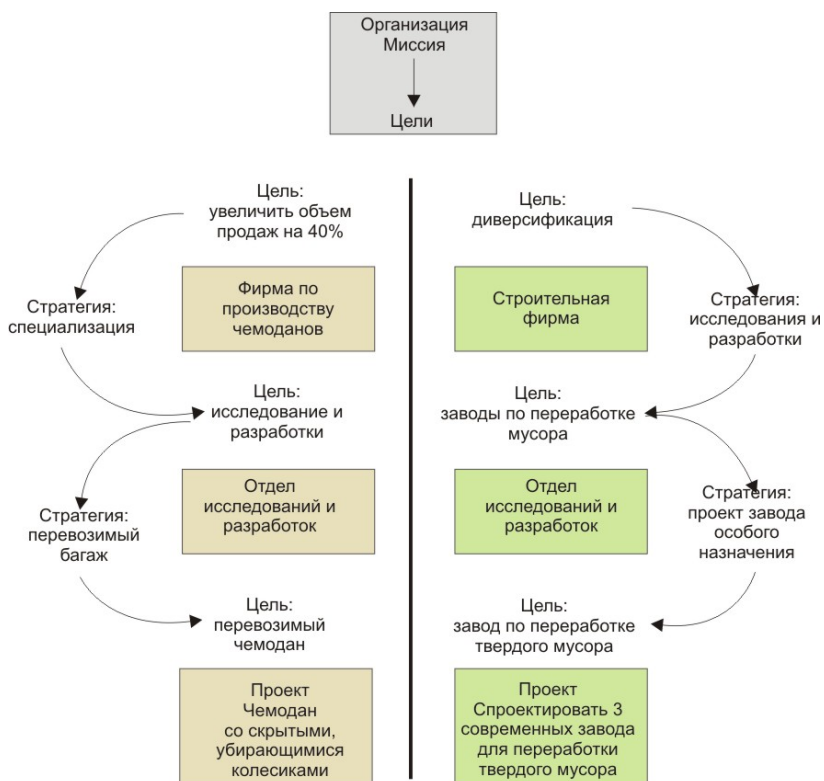 Организация
Миссия
Цели
Цель:
увеличить объем
продаж на 40%
Стратегия:
специализация
Фирма по
производству
чемоданов
Цель:
исследование и
разработки
Стратегия:
перевозимый
багаж
Отдел
исследований и
разработок
Цель:
перевозимый
чемодан
Проект
Чемодан
со скрытыми,
убирающимися
колесиками
Цель:
диверсификация
Строительная
фирма
Стратегия:
исследования и
разработки
Цель:
заводы по переработке
мусора
Отдел
исследований и
разработок
Стратегия:
проект завода
особого
назначения
Цель:
завод по переработке
твердого мусора
Проект
Спроектировать 3
современных завода
для переработки
твердого мусора